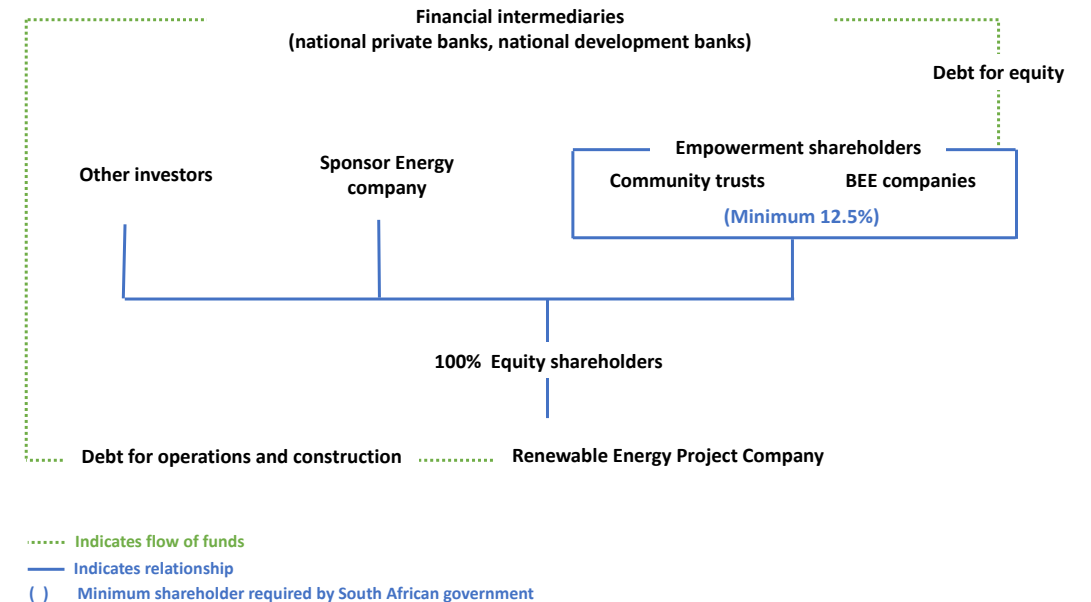 Financial intermediaries
(national private banks, national development banks)
Debt for equity
Other investors
Sponsor Energy
company
Empowerment shareholders
Community trusts
BEE companies
(Minimum 12.5%)
100% Equity shareholders
Debt for operations and construction
Renewable Energy Project Company
Indicates flow of funds
Indicates relationship
( ) Minimum shareholder required by South African government